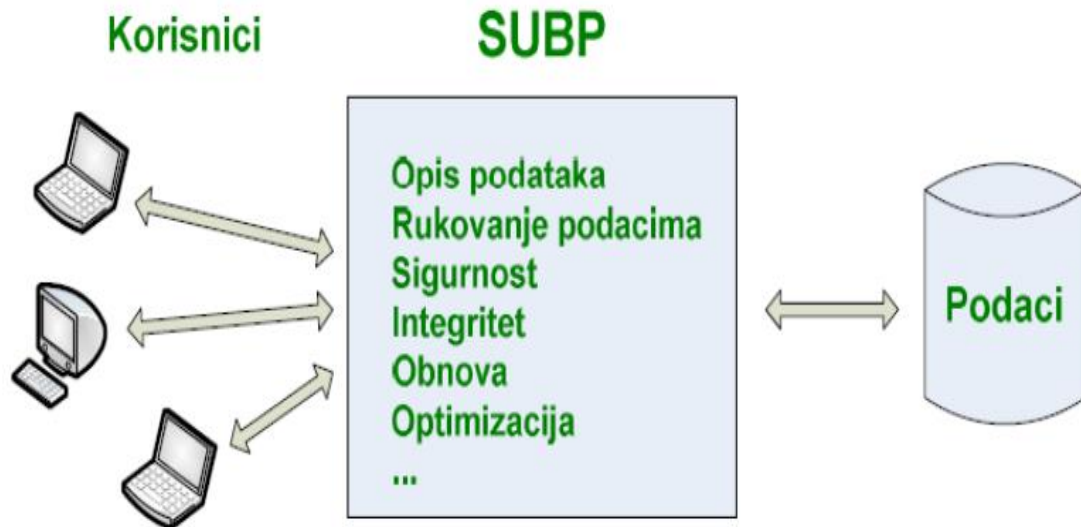 Korisnici
SUBP
Opis podataka
Rukovanje podacima
Sigurnost
Integritet
Obnova
Optimizacija
...
Podaci